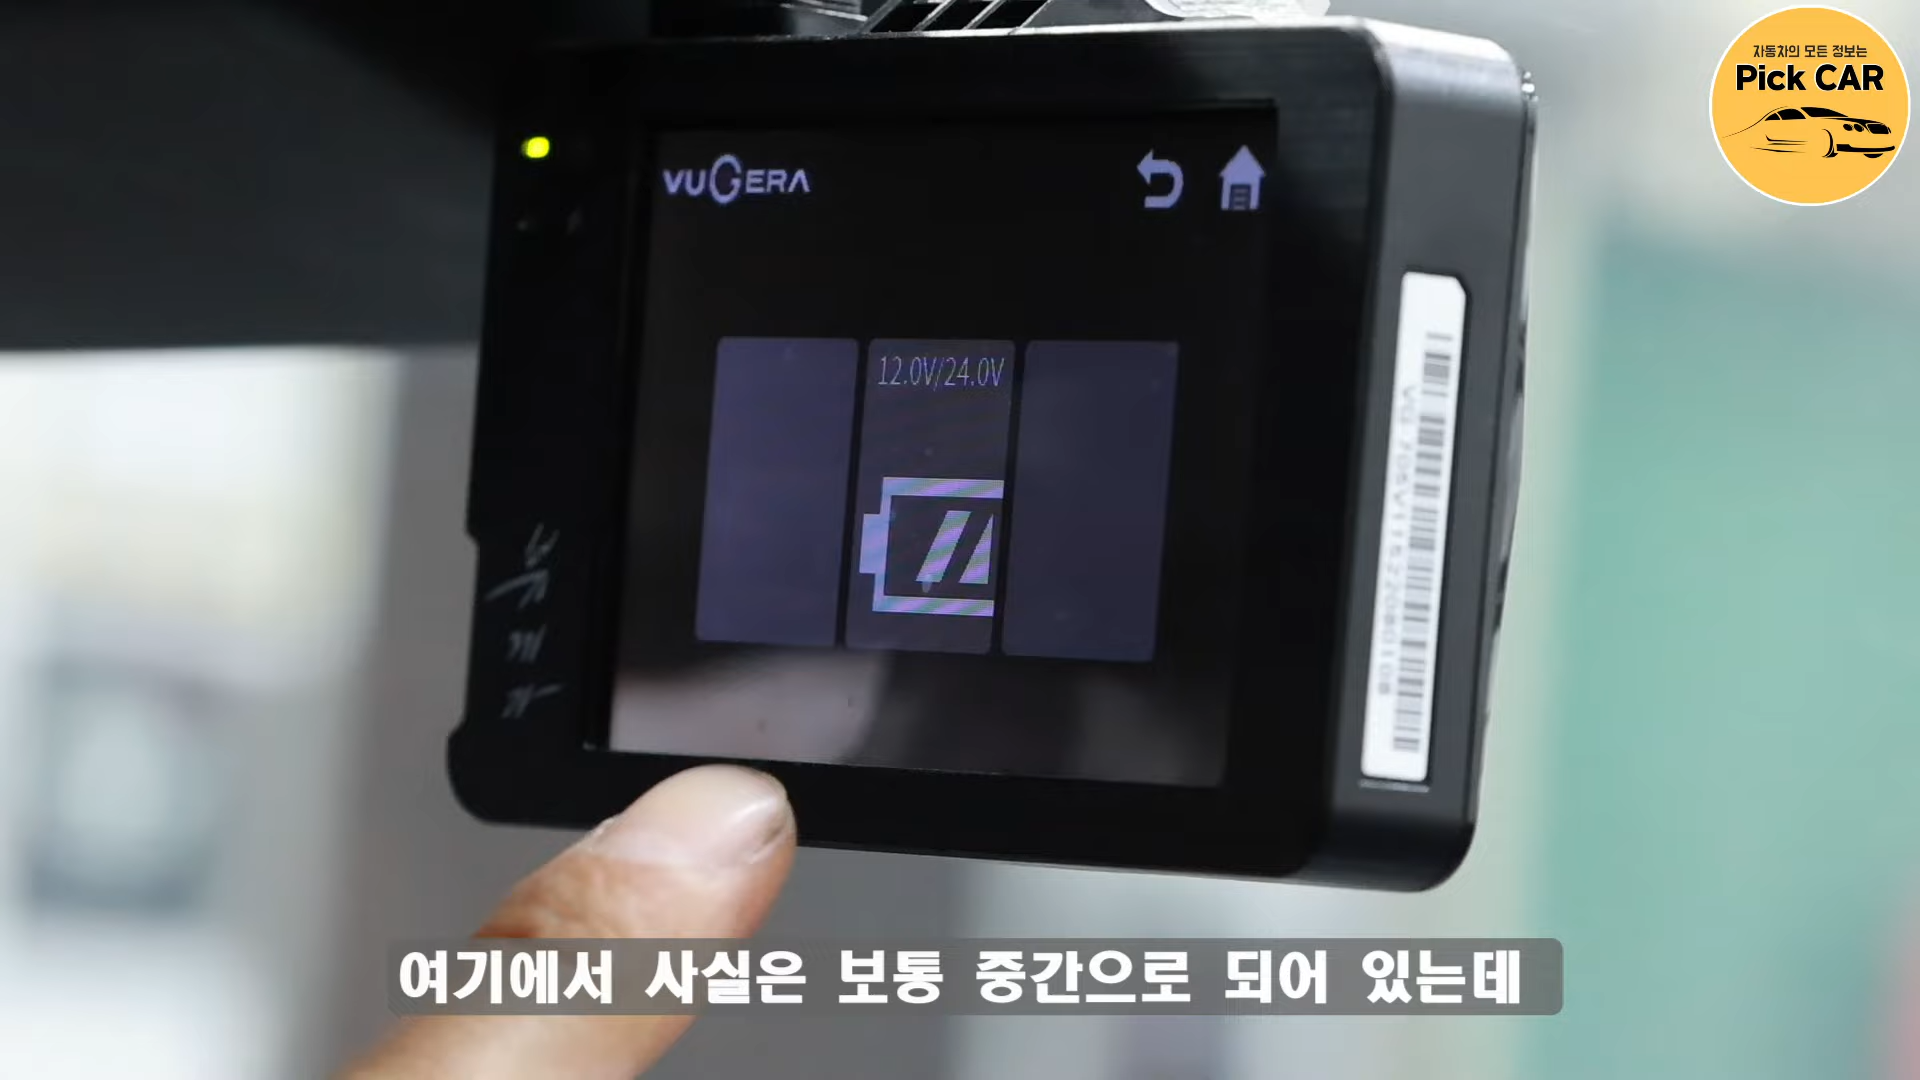 자동차의 모든 정보는
Pick CAR
VUGERA
12.0V/24.0V
여기에서 사실은 보통 중간으로 되어 있는데